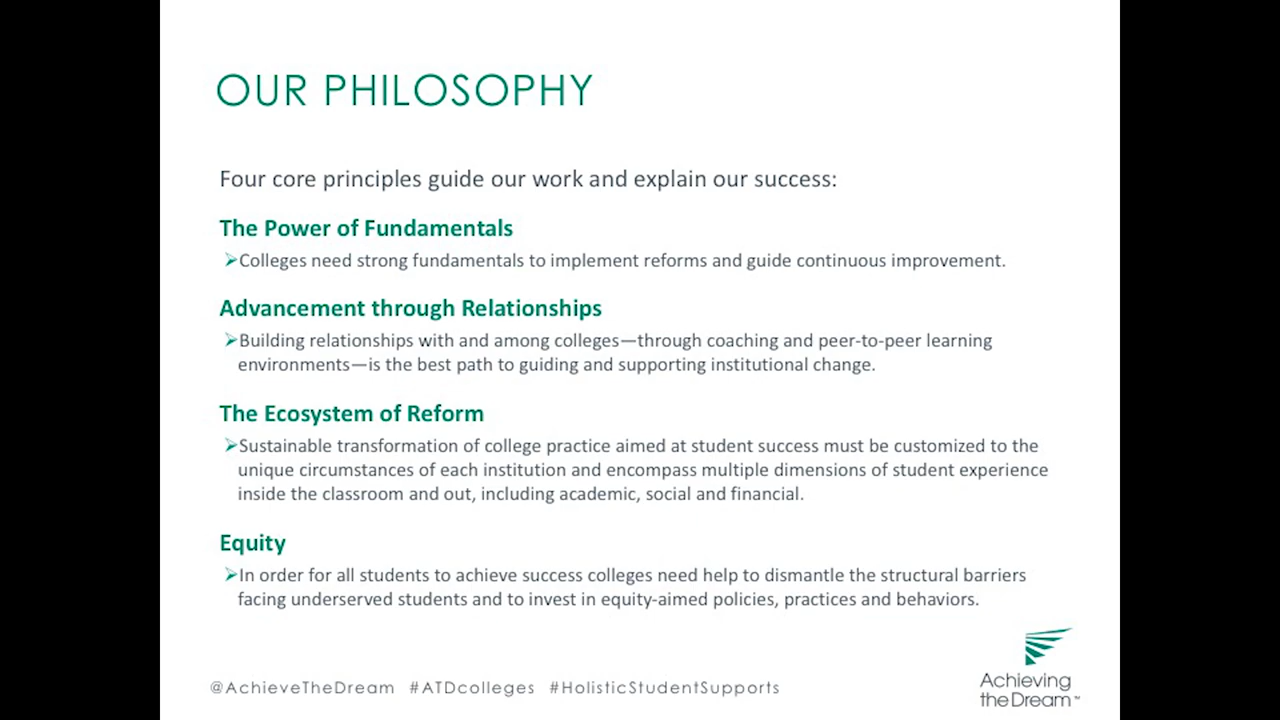 OUR PHILOSOPHY
Four core principles guide our work and explain our success:
The Power of Fundamentals
➢Colleges need strong fundamentals to implement reforms and guide continuous improvement.
Advancement through Relationships
➢Building relationships with and among colleges—through coaching and peer-to-peer learning
environments—is the best path to guiding and supporting institutional change.
The Ecosystem of Reform
➢Sustainable transformation of college practice aimed at student success must be customized to the
unique circumstances of each institution and encompass multiple dimensions of student experience
inside the classroom and out, including academic, social and financial.
Equity
➢In order for all students to achieve success colleges need help to dismantle the structural barriers
facing underserved students and to invest in equity-aimed policies, practices and behaviors.
@AchieveTheDream #ATDcolleges #HolisticStudentSupports
Achieving
the Dream™